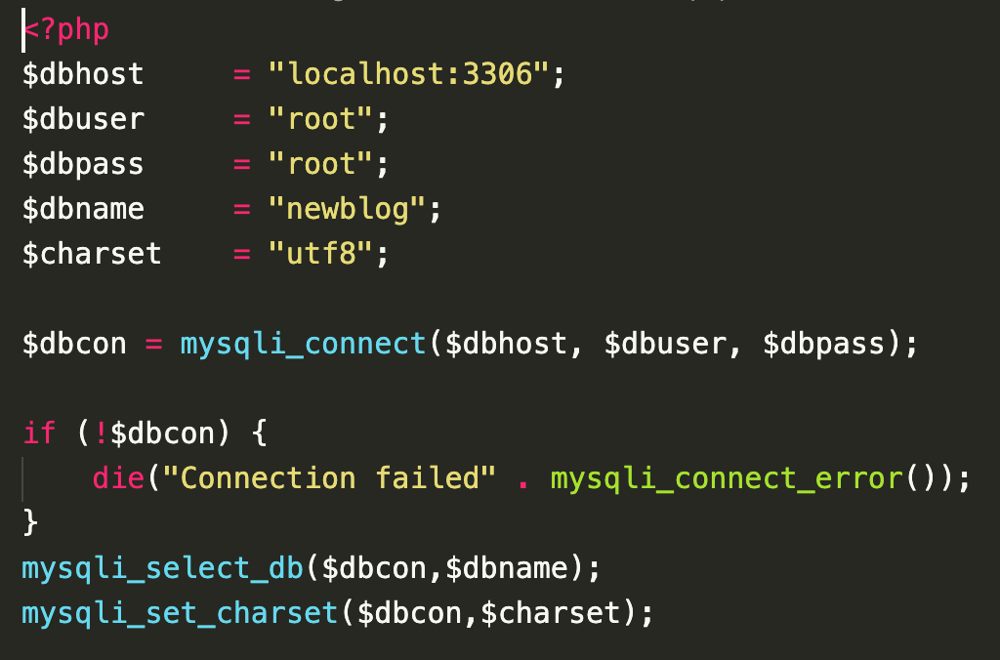 <?php
$dbhost     = "localhost:3306";
$dbuser     = "root";
$dbpass     = "root";
$dbname     = "newblog";
$charset    = "utf8";
$dbcon = mysqli_connect($dbhost, $dbuser, $dbpass);
if (!$dbcon) {
    die("Connection failed" . mysqli_connect_error());
}
mysqli_select_db($dbcon,$dbname);
mysqli_set_charset($dbcon,$charset);